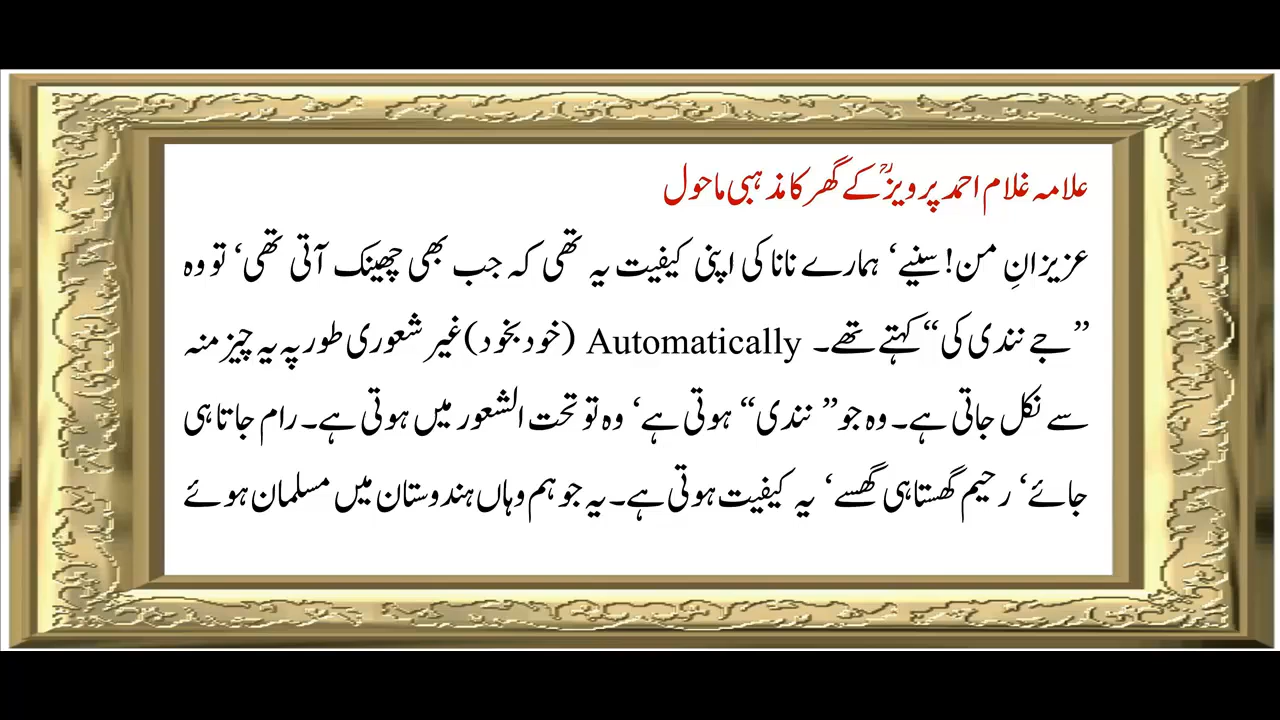 علامہ غلام احمد پرویزؒ کے گھر کا مذہبی ماحول
عزیزانِ من! سنیے‘ ہمارے نانا کی اپنی کیفیت یہ تھی کہ جب بھی چھینک آتی تھی‘ تو وہ
”جے نندی کی“ کہتے تھے۔ Automatically (خود بخود) غیر شعوری طور پہ یہ چیز منہ
سے نکل جاتی ہے۔ وہ جو ”نندی“ ہوتی ہے‘ وہ تو تحت الشعور میں ہوتی ہے۔ رام جاتا ہی
جائے‘ رحیم گھستا ہی گھسے‘ یہ کیفیت ہوتی ہے۔ یہ جو ہم وہاں ہندوستان میں مسلمان ہوئے